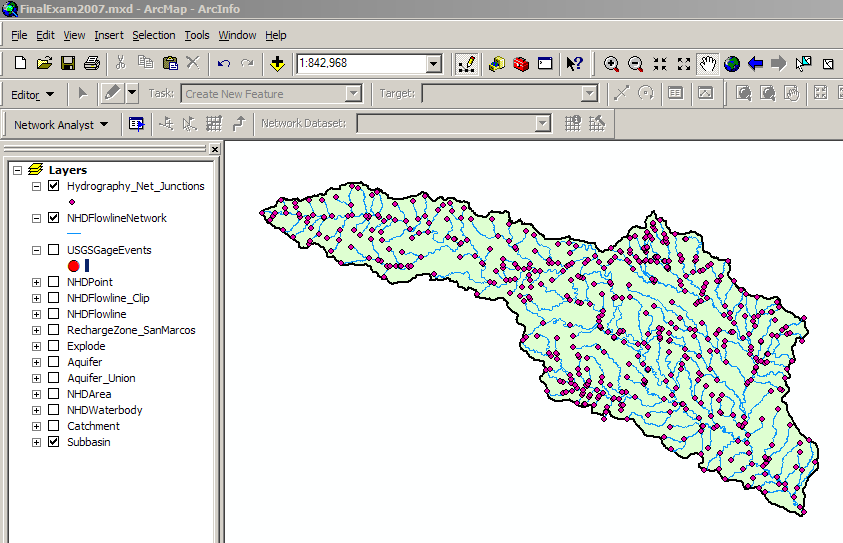 FinalExam2007.mxd - ArcMap - ArcInfo
File Edit View Insert Selection Tools Window Help
1:842,968
Editor Task: Create New Feature Target:
Network Analyst Network Dataset:
Layers
Hydrography_Net_Junctions
NHDFlowlineNetwork
USGSGageEvents
NHDPoint
NHDFlowline_Clip
NHDFlowline
RechargeZone_SanMarcos
Explode
Aquifer
Aquifer_Union
NHDArea
NHDWaterbody
Catchment
Subbasin